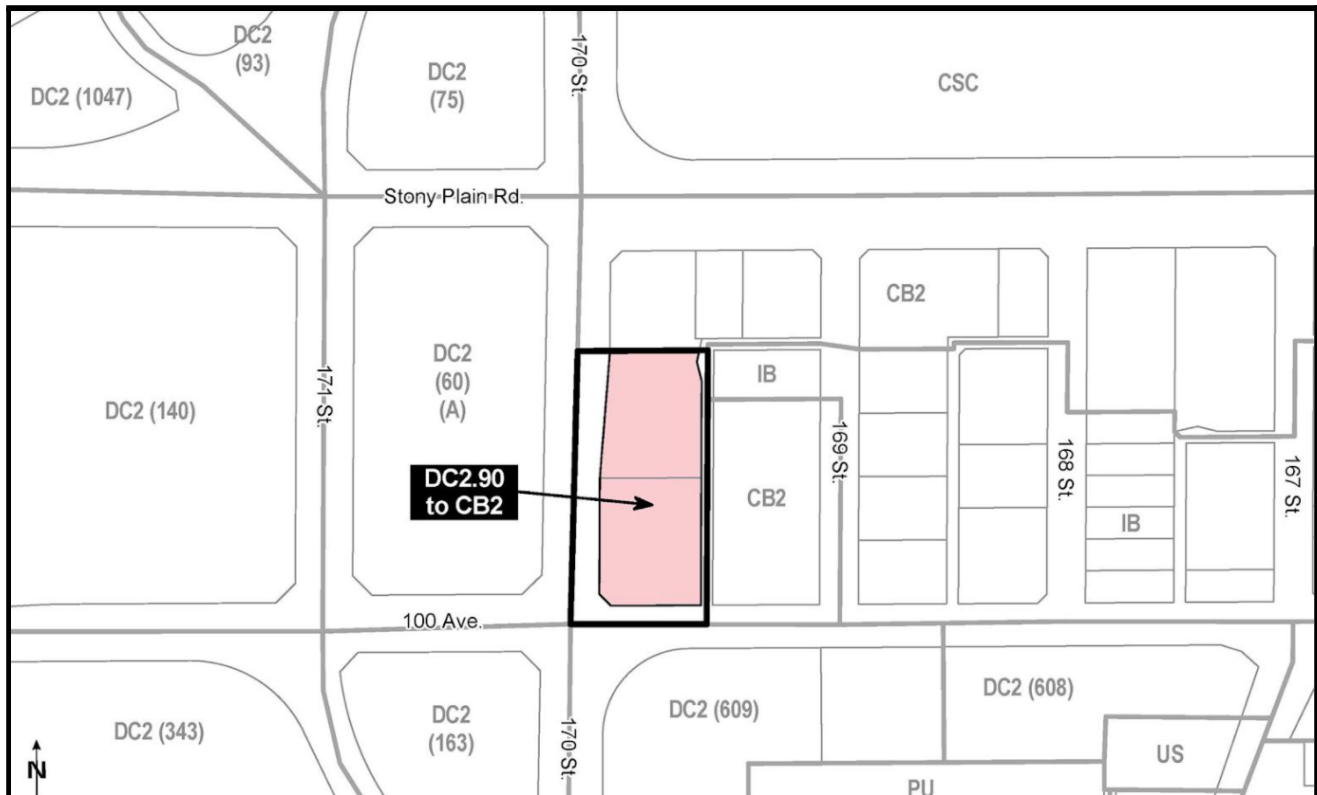 DC2
(93)
170 St.
DC2 (1047)
DC2
(75)
CSC
Stony Plain Rd.
CB2
DC2
(60)
(A)
IB
171 St.
DC2 (140)
169 St.
168 St.
167 St.
DC2.90
to CB2
CB2
IB
100 Ave.
DC2 (343)
DC2
(163)
170 St.
DC2 (609)
DC2 (608)
US
PU
N